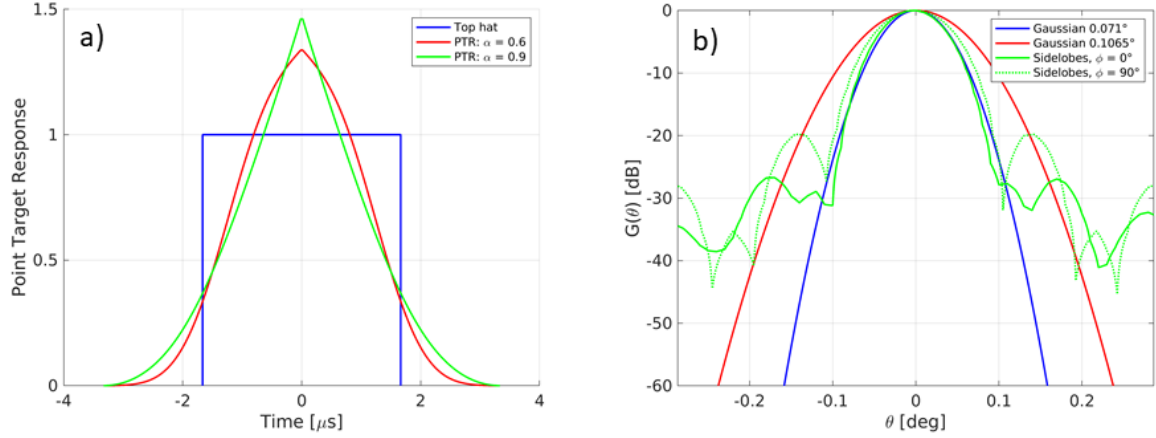 a)
Top hat
PTR: α = 0.6
PTR: α = 0.9
1.5
1
0.5
0
-4
-2
0
2
4
Point Target Response
Time [μs]
b)
Gaussian 0.071°
Gaussian 0.1065°
Sidelobes, ϕ = 0°
Sidelobes, ϕ = 90°
0
-10
-20
-30
-40
-50
-60
-0.2
-0.1
0
0.1
0.2
G(θ) [dB]
θ [deg]